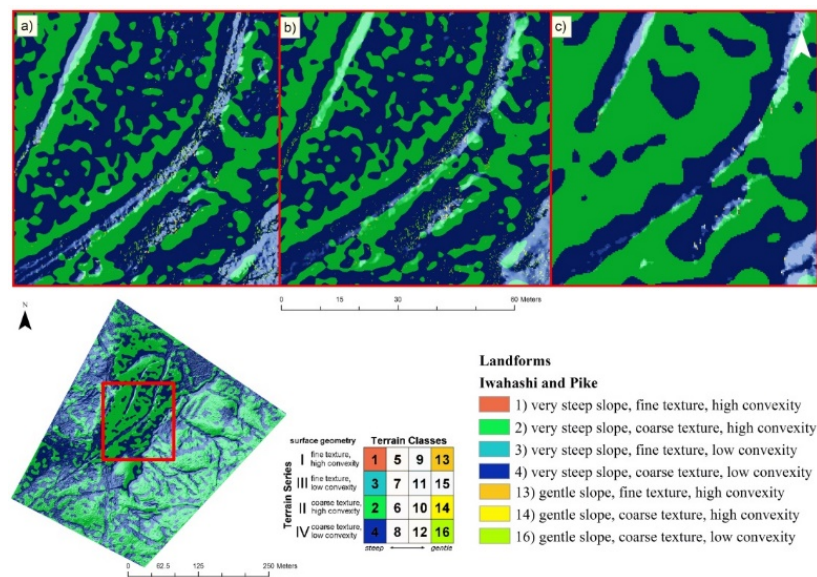 a)
b)
c)
0 15 30 60 Meters
N
0 62.5 125 250 Meters
surface geometry
Terrain Classes
Terrain Series
I fine texture, high convexity 1 5 9 13
III fine texture, low convexity 3 7 11 15
II coarse texture, high convexity 2 6 10 14
IV coarse texture, low convexity 4 8 12 16
steep gentle
Landforms
Iwahashi and Pike
1) very steep slope, fine texture, high convexity
2) very steep slope, coarse texture, high convexity
3) very steep slope, fine texture, low convexity
4) very steep slope, coarse texture, low convexity
13) gentle slope, fine texture, high convexity
14) gentle slope, coarse texture, high convexity
16) gentle slope, coarse texture, low convexity